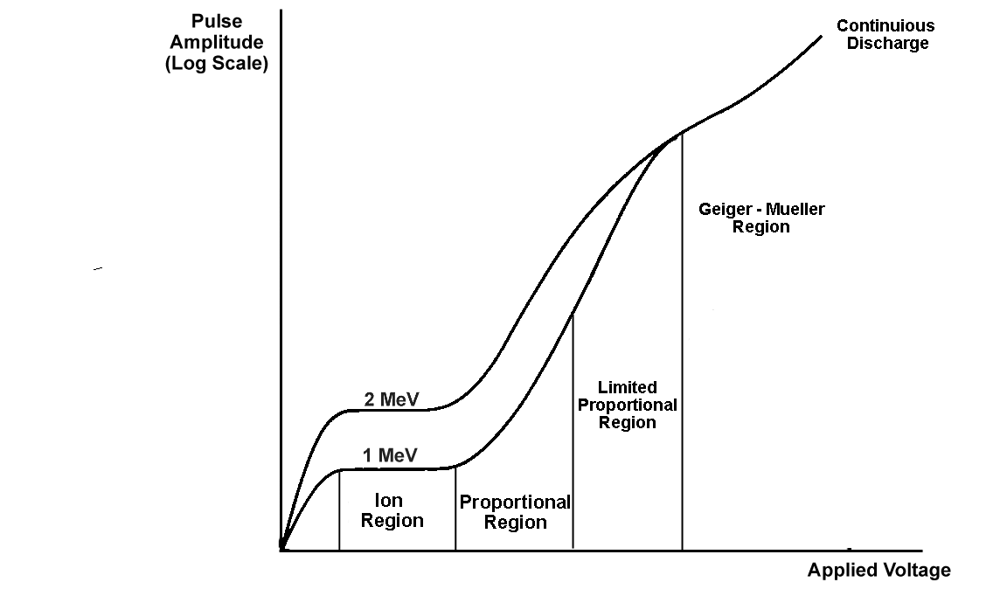 Pulse
Amplitude
(Log Scale)
Continuious
Discharge
Geiger - Mueller
Region
Limited
Proportional
Region
2 MeV
1 MeV
Ion
Region
Proportional
Region
Applied Voltage